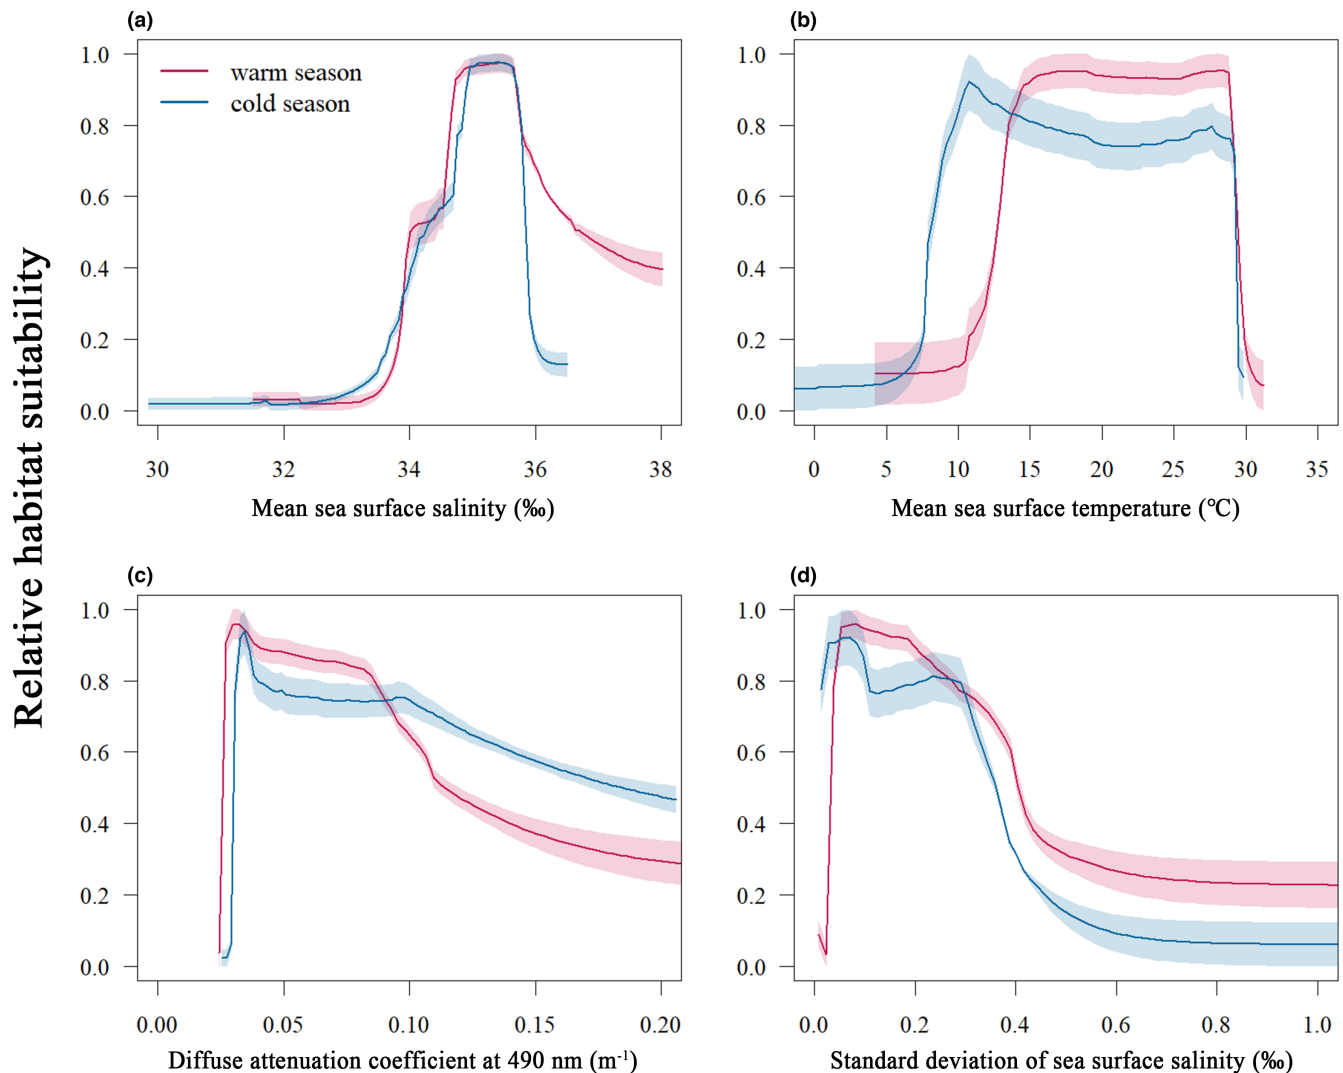 (a)
(b)
1.0
0.8
0.6
0.4
0.2
0.0
warm season
cold season
30 32 34 36 38
Mean sea surface salinity (‰)
1.0
0.8
0.6
0.4
0.2
0.0
0 5 10 15 20 25 30 35
Mean sea surface temperature (℃)
Relative habitat suitability
(c)
(d)
1.0
0.8
0.6
0.4
0.2
0.0
0.00 0.05 0.10 0.15 0.20
Diffuse attenuation coefficient at 490 nm (m⁻¹)
1.0
0.8
0.6
0.4
0.2
0.0
0.0 0.2 0.4 0.6 0.8 1.0
Standard deviation of sea surface salinity (‰)